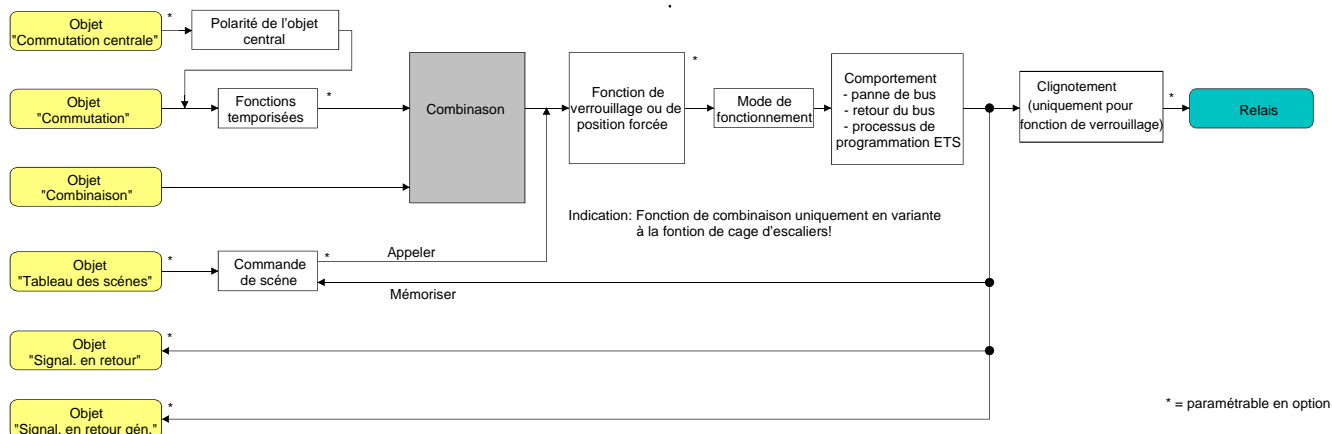 Objet
"Commutation centrale"
*
Polarité de l'objet
central
Objet
"Commutation"
Fonctions
temporisées
*
Combinason
Fonction de
verrouillage ou de
position forcée
*
Mode de
fonctionnement
Comportement
- panne de bus
- retour du bus
- processus de
programmation ETS
Clignotement
(uniquement pour
fonction de verrouillage)
*
Relais
Objet
"Combinaison"
Indication: Fonction de combinaison uniquement en variante
à la fontion de cage d'escaliers!
Objet
"Tableau des scénes"
*
Commande
de scéne
*
Appeler
Mémoriser
Objet
"Signal. en retour"
*
Objet
"Signal. en retour gén."
*
* = paramétrable en option